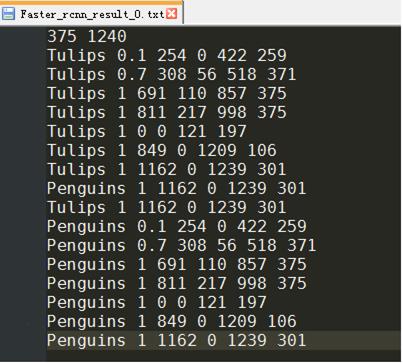 Faster_rcnn_result_0.txt
375 1240
Tulips 0.1 254 0 422 259
Tulips 0.7 308 56 518 371
Tulips 1 691 110 857 375
Tulips 1 811 217 998 375
Tulips 1 0 0 121 197
Tulips 1 849 0 1209 106
Tulips 1 1162 0 1239 301
Penguins 1 1162 0 1239 301
Tulips 1 1162 0 1239 301
Penguins 0.1 254 0 422 259
Penguins 0.7 308 56 518 371
Penguins 1 691 110 857 375
Penguins 1 811 217 998 375
Penguins 1 0 0 121 197
Penguins 1 849 0 1209 106
Penguins 1 1162 0 1239 301